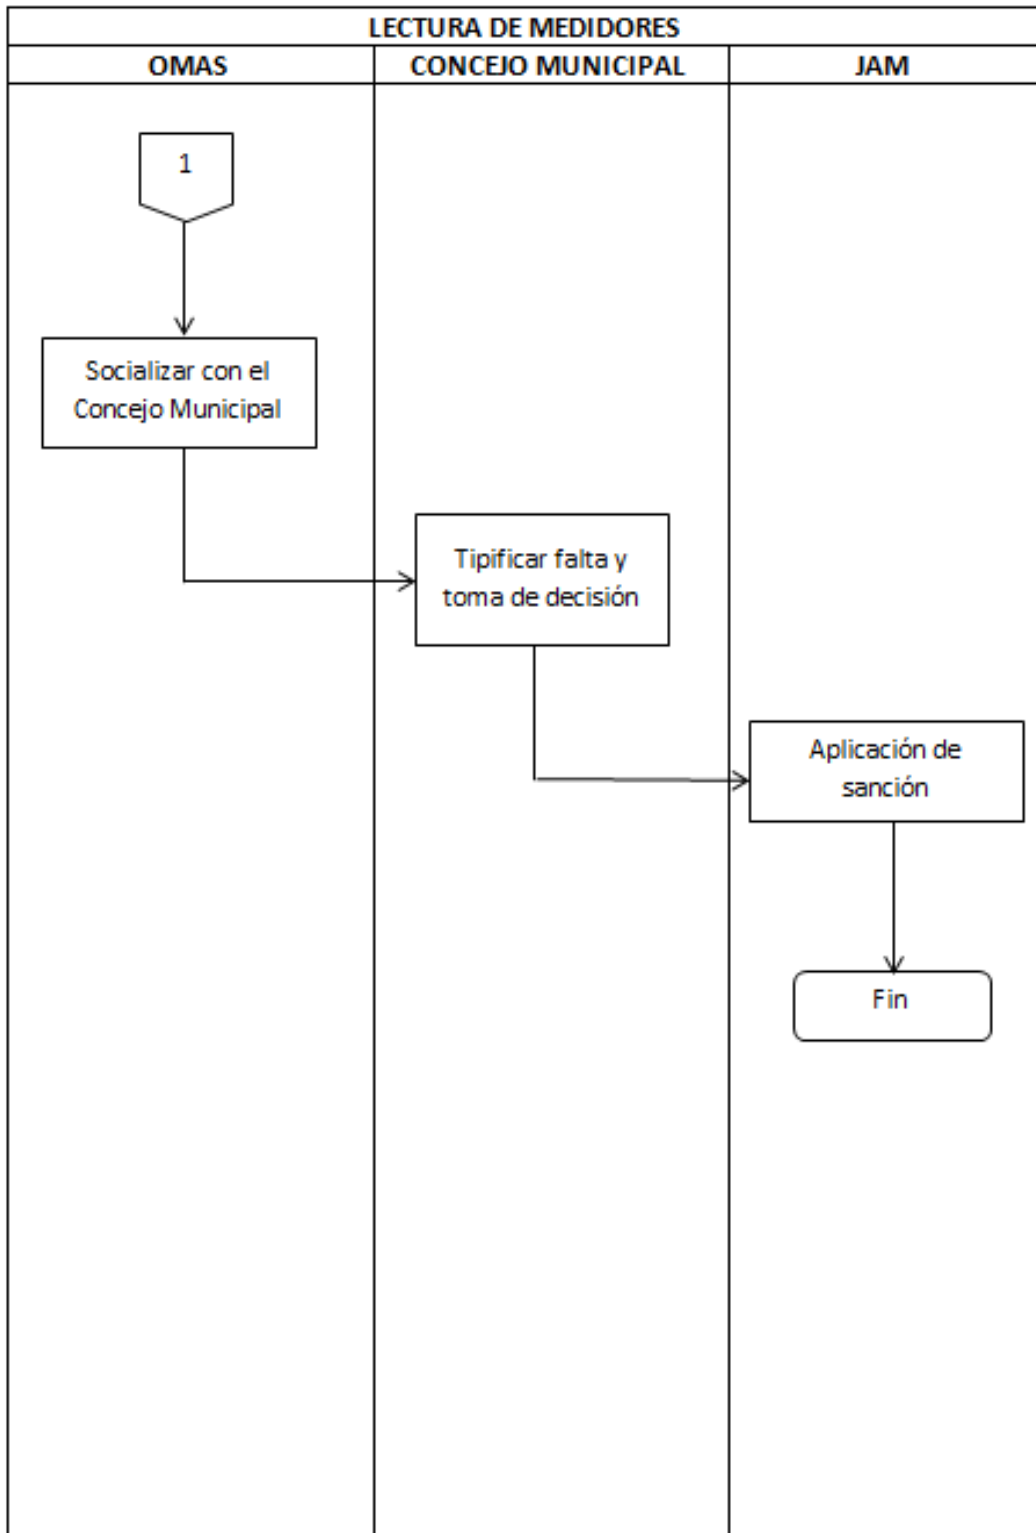 LECTURA DE MEDIDORES
OMAS
CONCEJO MUNICIPAL
JAM
1
Socializar con el
Concejo Municipal
Tipificar falta y
toma de decisión
Aplicación de
sanción
Fin